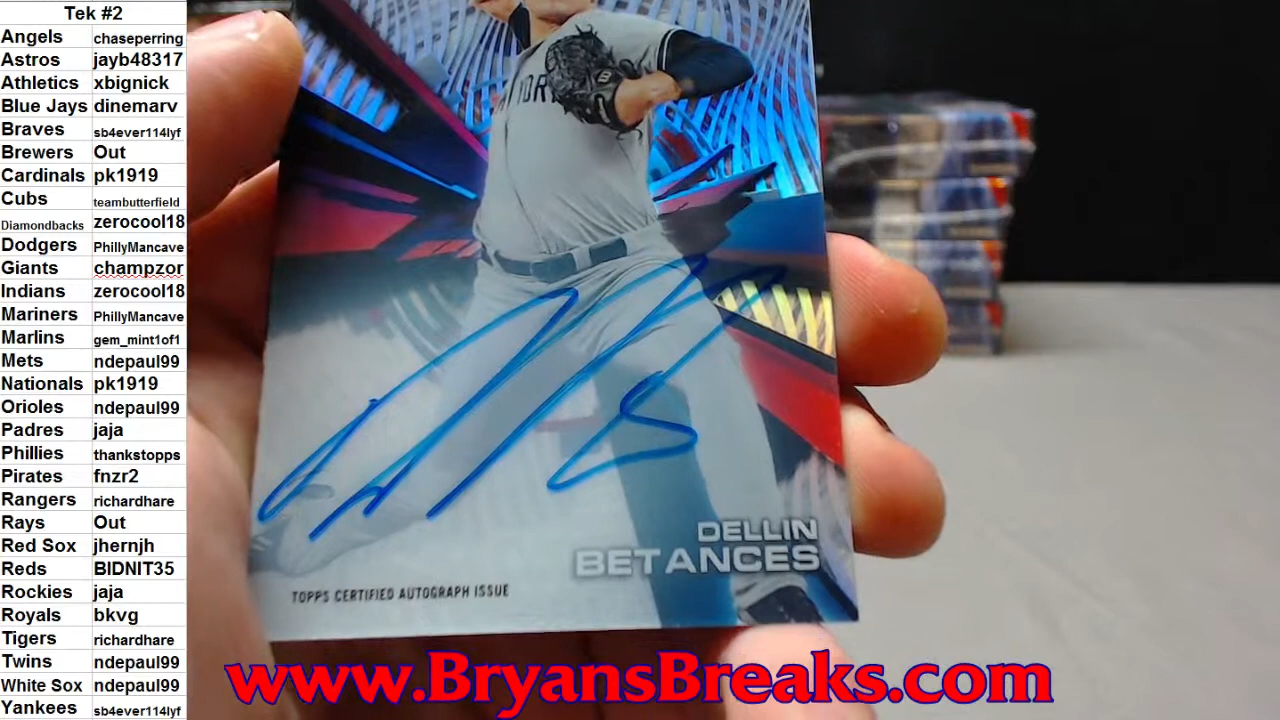 Tek #2
Angels chaseperring
Astros jayb48317
Athletics xbignick
Blue Jays dinemarv
Braves sb4ever114lyf
Brewers Out
Cardinals pk1919
Cubs teambutterfield
Diamondbacks zerocool18
Dodgers PhillyMancave
Giants champzor
Indians zerocool18
Mariners PhillyMancave
Marlins gem_mint1of1
Mets ndepaul99
Nationals pk1919
Orioles ndepaul99
Padres jaja
Phillies thankstopps
Pirates fnzr2
Rangers richardhare
Rays Out
Red Sox jhernjh
Reds BIDNIT35
Rockies jaja
Royals bkvg
Tigers richardhare
Twins ndepaul99
White Sox ndepaul99
Yankees sb4ever114lyf
DELLIN
BETANCES
TOPPS CERTIFIED AUTOGRAPH ISSUE
www.BryansBreaks.com